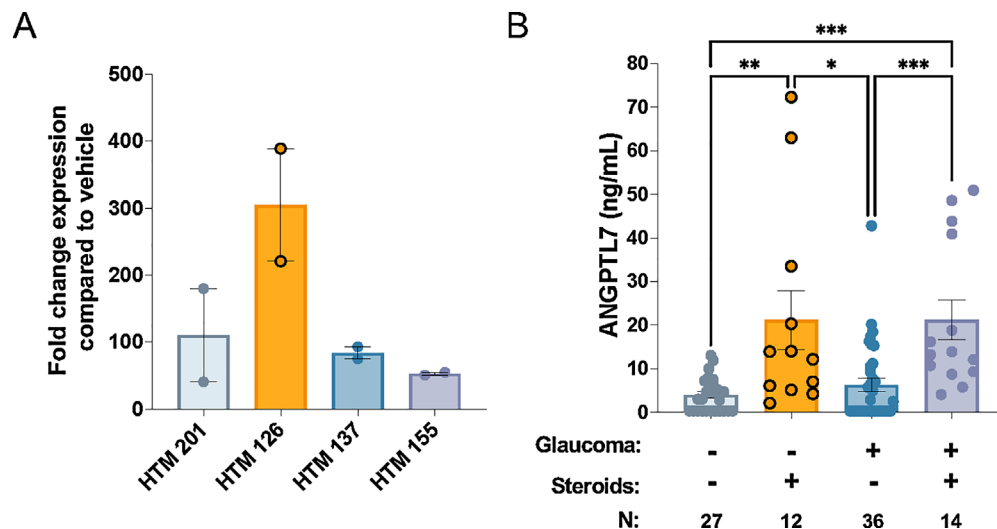 A
Fold change expression
compared to vehicle
500
400
300
200
100
0
HTM 201
HTM 126
HTM 137
HTM 155
B
ANGPTL7 (ng/mL)
80
70
60
50
40
30
20
10
0
***
** * ***
Glaucoma: - - + +
Steroids: - + - +
N: 27 12 36 14